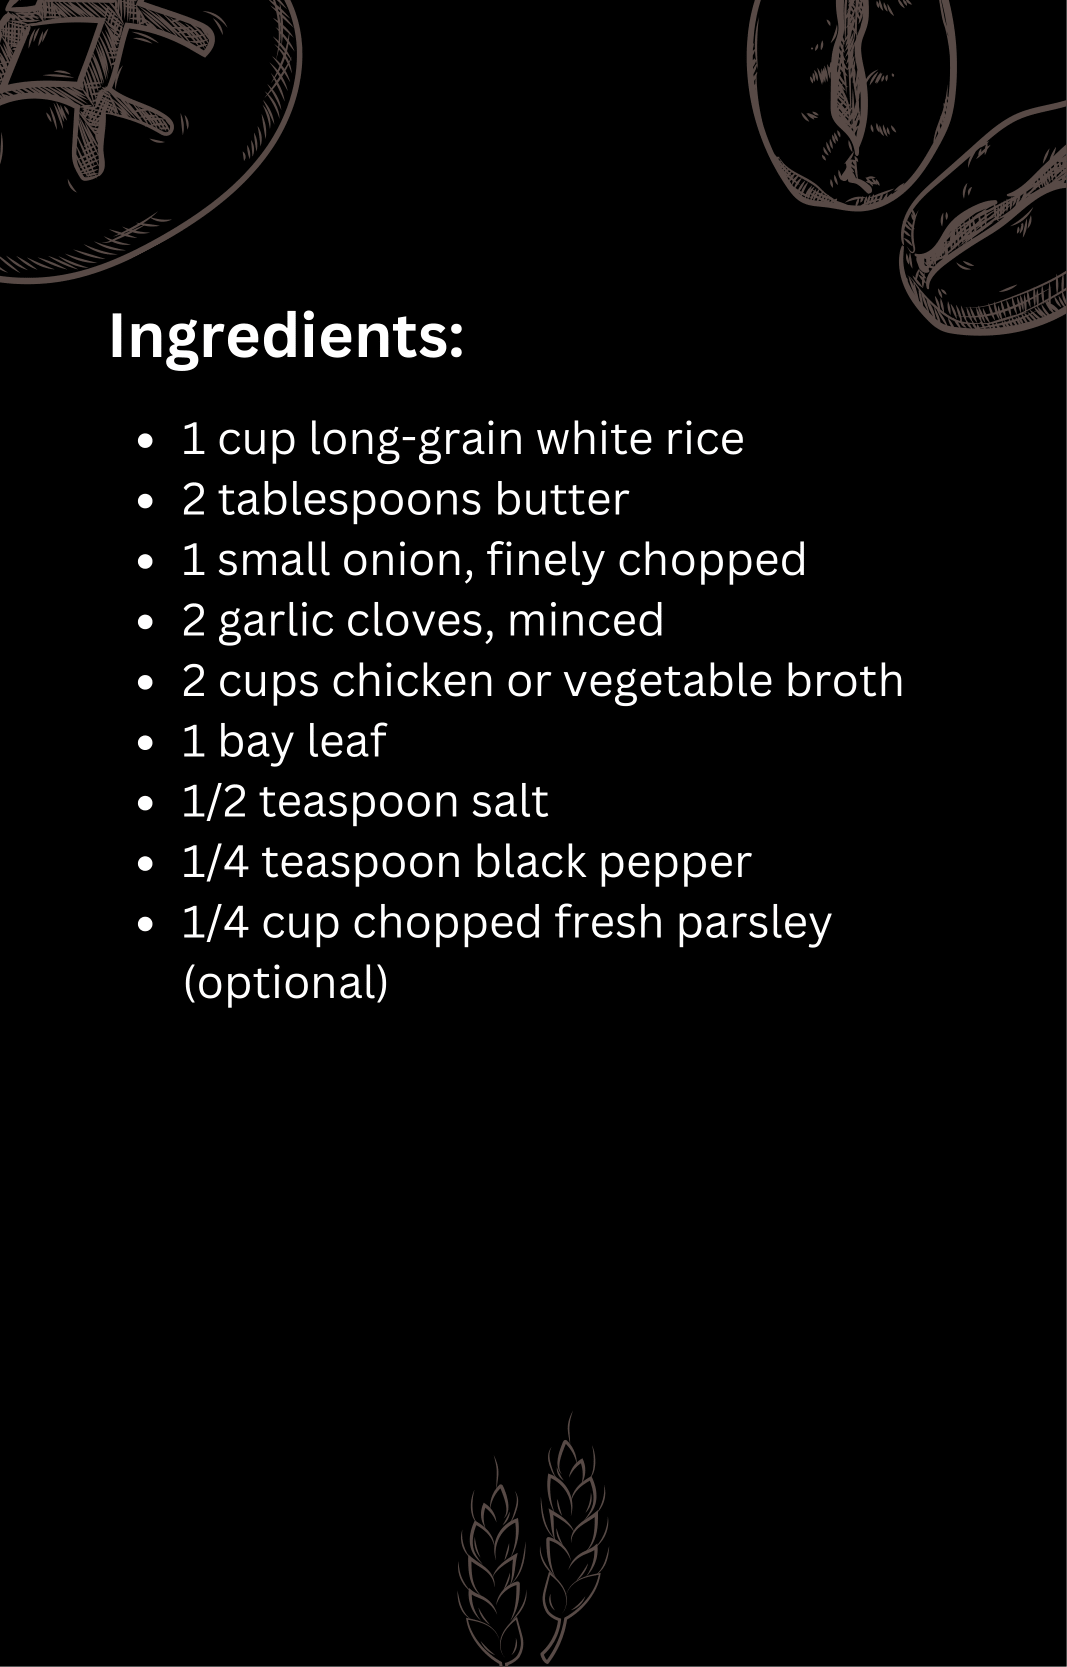 Ingredients:
• 1 cup long-grain white rice
• 2 tablespoons butter
• 1 small onion, finely chopped
• 2 garlic cloves, minced
• 2 cups chicken or vegetable broth
• 1 bay leaf
• 1/2 teaspoon salt
• 1/4 teaspoon black pepper
• 1/4 cup chopped fresh parsley
(optional)